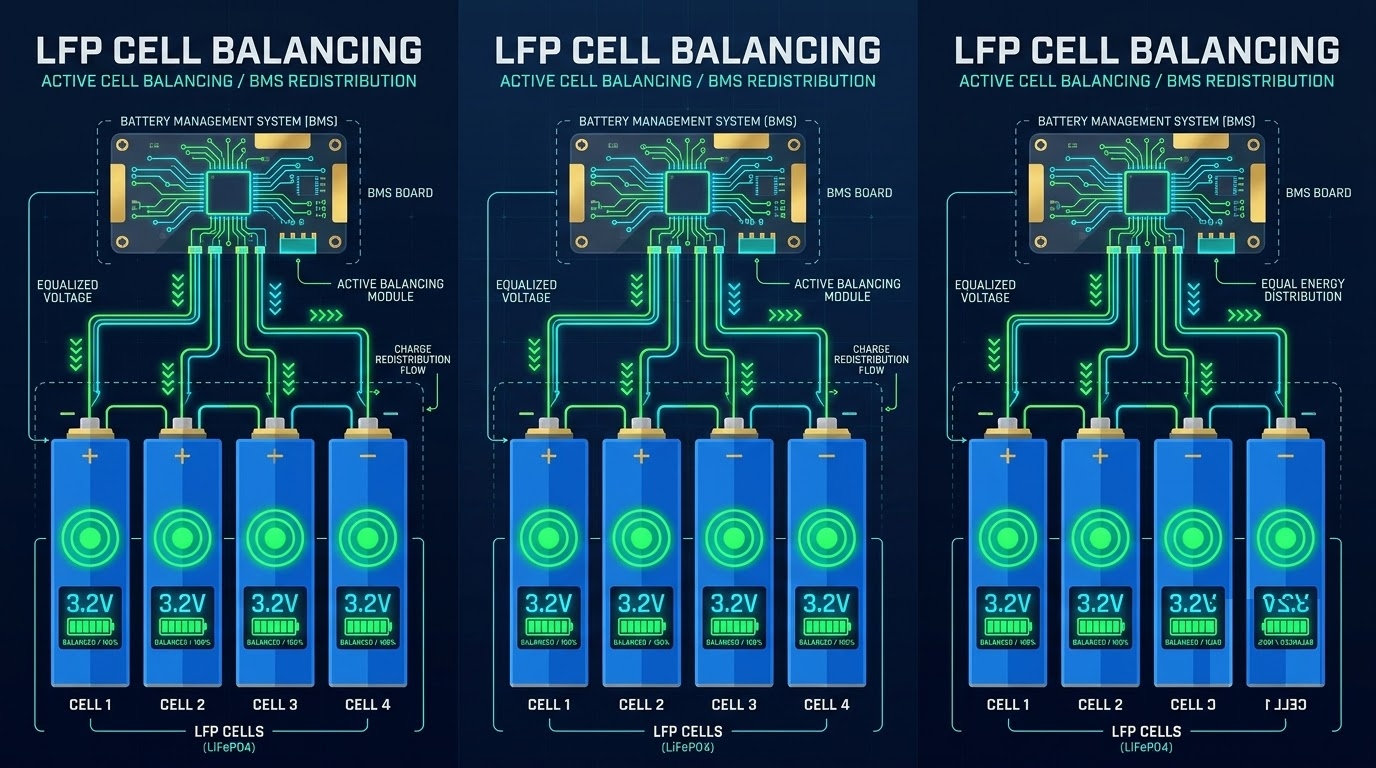 LFP CELL BALANCING
ACTIVE CELL BALANCING / BMS REDISTRIBUTION
BATTERY MANAGEMENT SYSTEM [BMS)
BMS BOARD
EQUALIZED
VOLTAGE
ACTIVE BALANCING
MODULE
CHARGE
REDISTRIBUTION
FLOW
+ + + −
3.2V 3.2V 3.2V 3.2V
CELL 1 CELL 2 CELL 3 CELL 4
LFP CELLS
(LiFePO4)
LFP CELL BALANCING
ACTIVE CELL BALANCING / BMS REDISTRIBUTION
BATTERY MANAGEMENT SYSTEM (BMS)
BMS BOARD
EQUALIZED
VOLTAGE
ACTIVE BALANCING
MODULE
CHARGE
REDISTRIBUTION
FLOW
+ + − −
3.2V 3.2V 3.2V 3.2V
CELL 1 CELL 2 CELL 3 CELL 4
LFP CELLS
LFP CELL BALANCING
ACTIVE CELL BALANCING / BMS REDISTRIBUTION
BATTERY MANAGEMENT SYSTEM (BMS)
BMS BOARD
EQUALIZED
VOLTAGE
EQUAL ENERGY
DISTRIBUTION
+ + − −
3.2V 3.2V 3.2V
CELL 1 CELL 2 CELL
LFP CELLS
(LiFePO4)